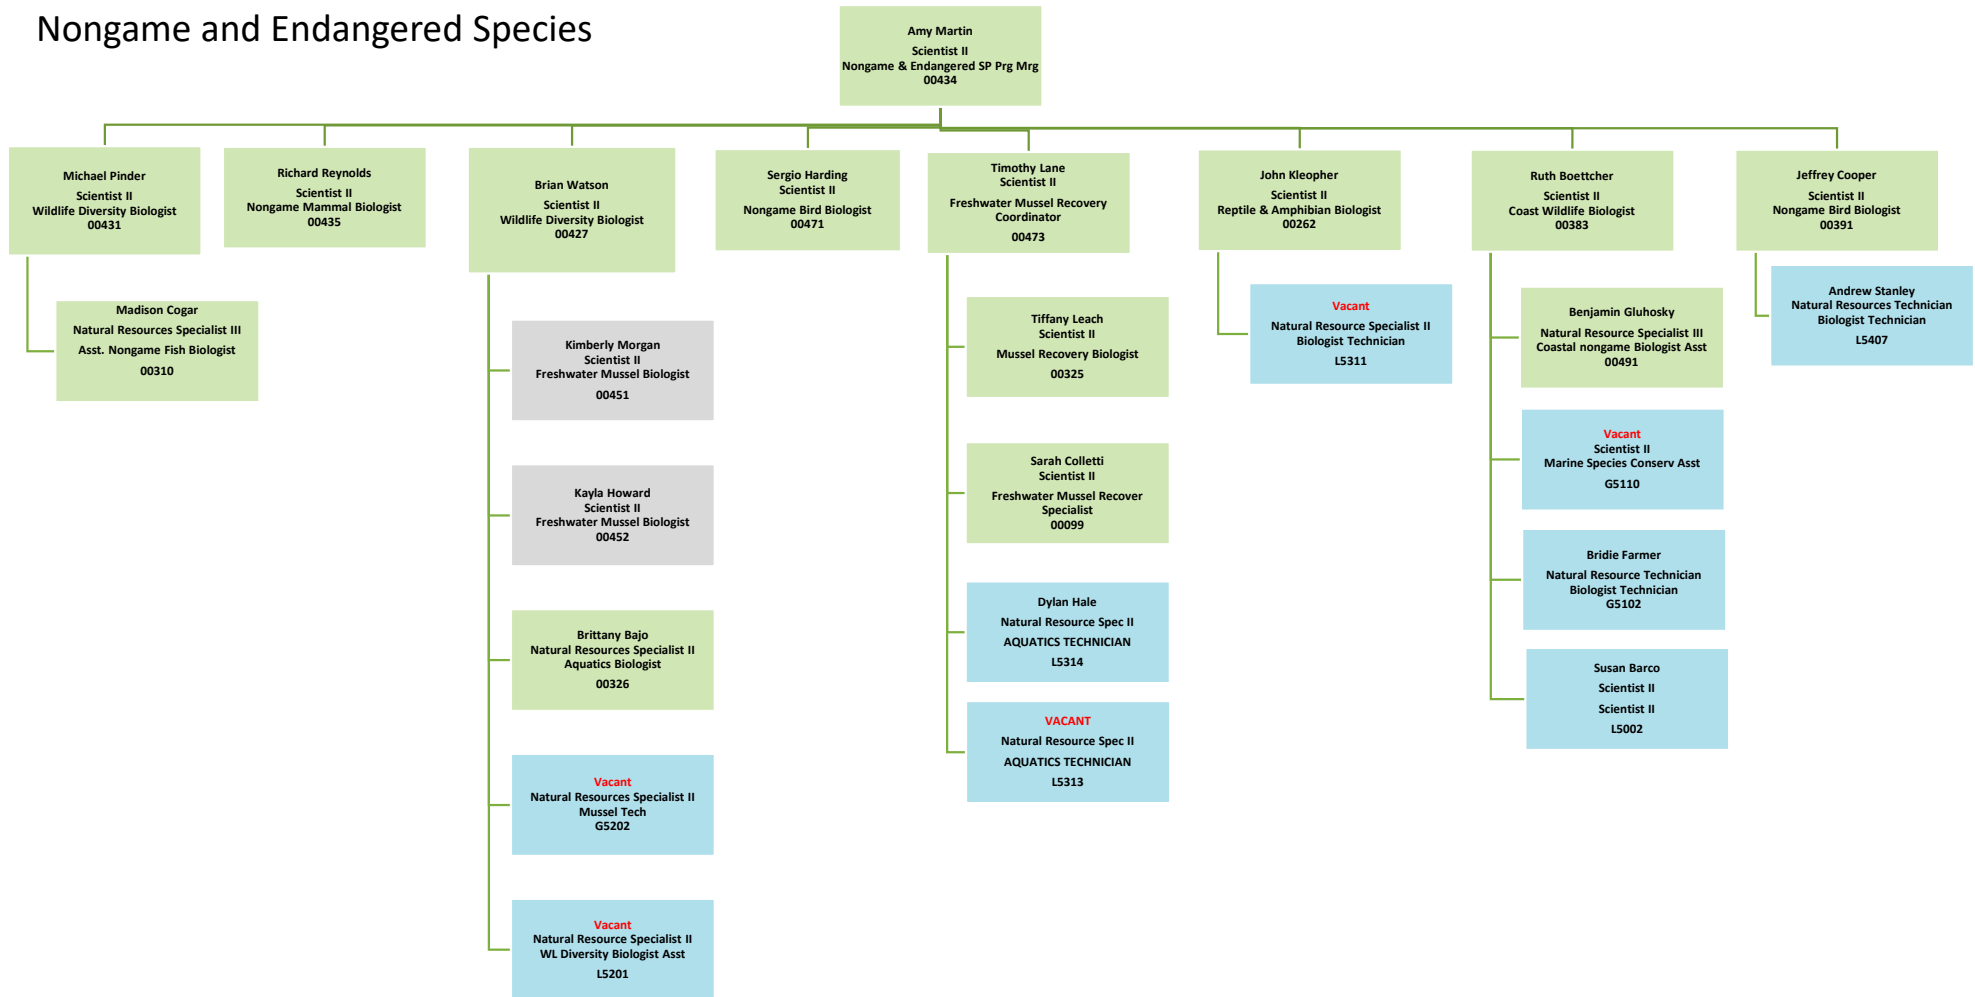 Nongame and Endangered Species
Amy Martin
Scientist II
Nongame & Endangered SP Prg Mrg
00434
Michael Pinder
Scientist II
Wildlife Diversity Biologist
00431
Richard Reynolds
Scientist II
Nongame Mammal Biologist
00435
Brian Watson
Scientist II
Wildlife Diversity Biologist
00427
Sergio Harding
Scientist II
Nongame Bird Biologist
00471
Timothy Lane
Scientist II
Freshwater Mussel Recovery
Coordinator
00473
John Kleopher
Scientist II
Reptile & Amphibian Biologist
00262
Ruth Boettcher
Scientist II
Coast Wildlife Biologist
00383
Jeffrey Cooper
Scientist II
Nongame Bird Biologist
00391
Madison Cogar
Natural Resources Specialist III
Asst. Nongame Fish Biologist
00310
Kimberly Morgan
Scientist II
Freshwater Mussel Biologist
00451
Kayla Howard
Scientist II
Freshwater Mussel Biologist
00452
Brittany Bajo
Natural Resources Specialist II
Aquatics Biologist
00326
Vacant
Natural Resources Specialist II
Mussel Tech
G5202
Vacant
Natural Resource Specialist II
WL Diversity Biologist Asst
L5201
Tiffany Leach
Scientist II
Mussel Recovery Biologist
00325
Sarah Colletti
Scientist II
Freshwater Mussel Recover
Specialist
00099
Dylan Hale
Natural Resource Spec II
AQUATICS TECHNICIAN
L5314
VACANT
Natural Resource Spec II
AQUATICS TECHNICIAN
L5313
Vacant
Natural Resource Specialist II
Biologist Technician
L5311
Benjamin Gluhosky
Natural Resource Specialist III
Coastal nongame Biologist Asst
00491
Vacant
Scientist II
Marine Species Conserv Asst
G5110
Bridie Farmer
Natural Resource Technician
Biologist Technician
G5102
Susan Barco
Scientist II
Scientist II
L5002
Andrew Stanley
Natural Resources Technician
Biologist Technician
L5407